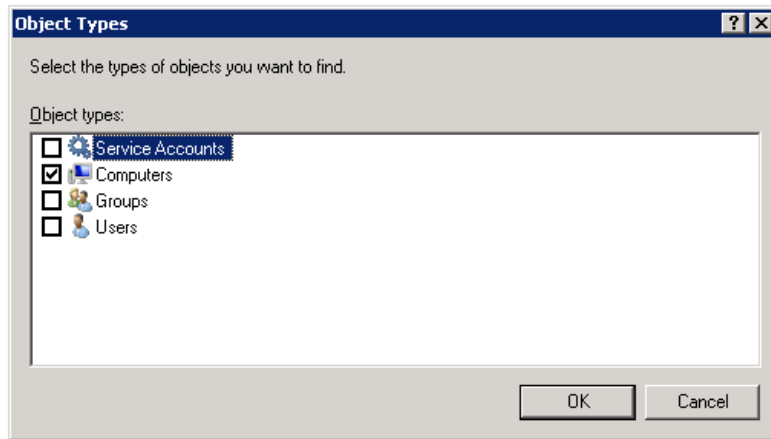 Object Types
Select the types of objects you want to find.
Object types:
Service Accounts
Computers
Groups
Users
OK Cancel